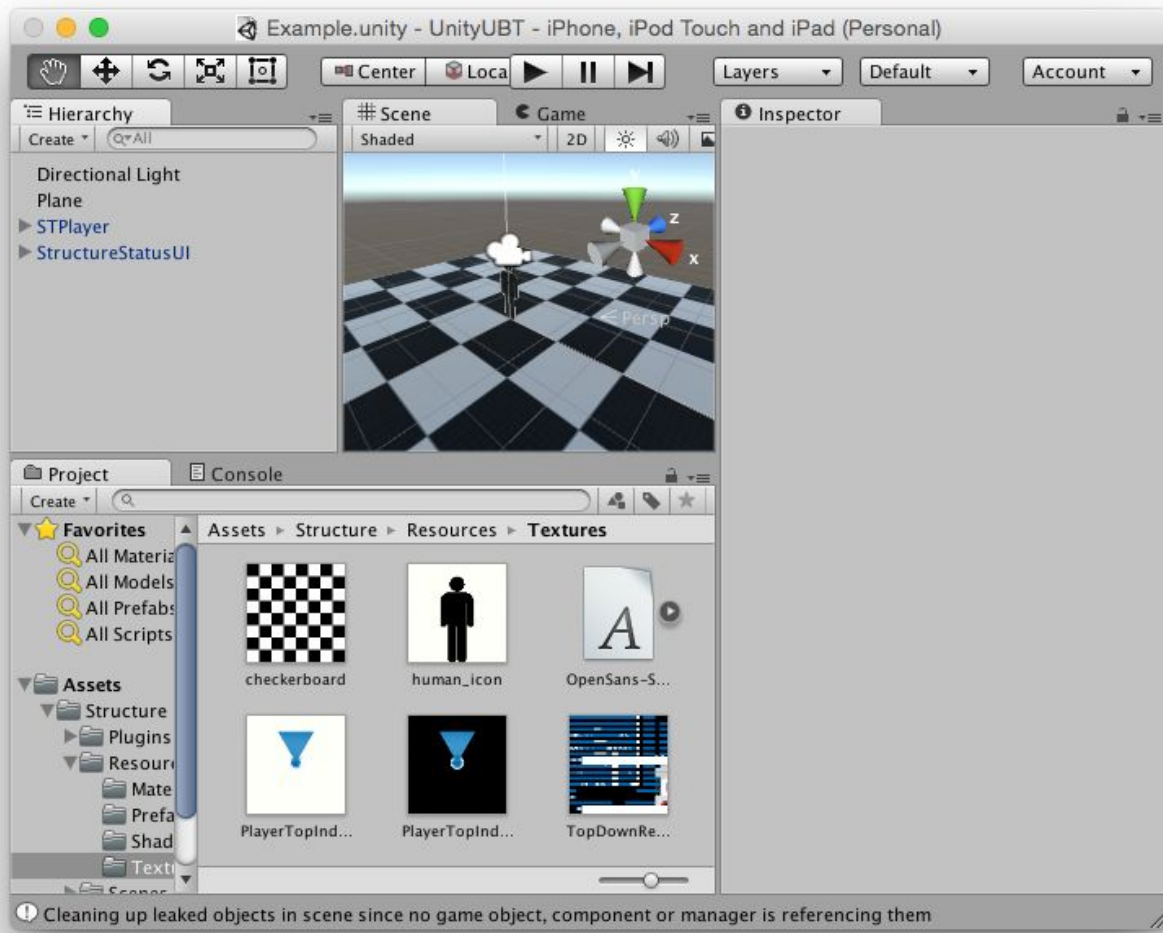 Example.unity - UnityUBT - iPhone, iPod Touch and iPad (Personal)
Center Loca Layers Default Account
Hierarchy Scene Game Inspector
Create All Shaded 2D
Directional Light
Plane
STPlayer
StructureStatusUI
y
z
x
Persp
Project Console
Create
Favorites Assets Structure Resources Textures
All Materia
All Models
All Prefabs
All Scripts
checkerboard human_icon OpenSans-S...
A
Assets
Structure
Plugins
Resour
Mate
Prefa
Shad
Textu
Scenes
PlayerTopInd... PlayerTopInd... TopDownRe...
Cleaning up leaked objects in scene since no game object, component or manager is referencing them